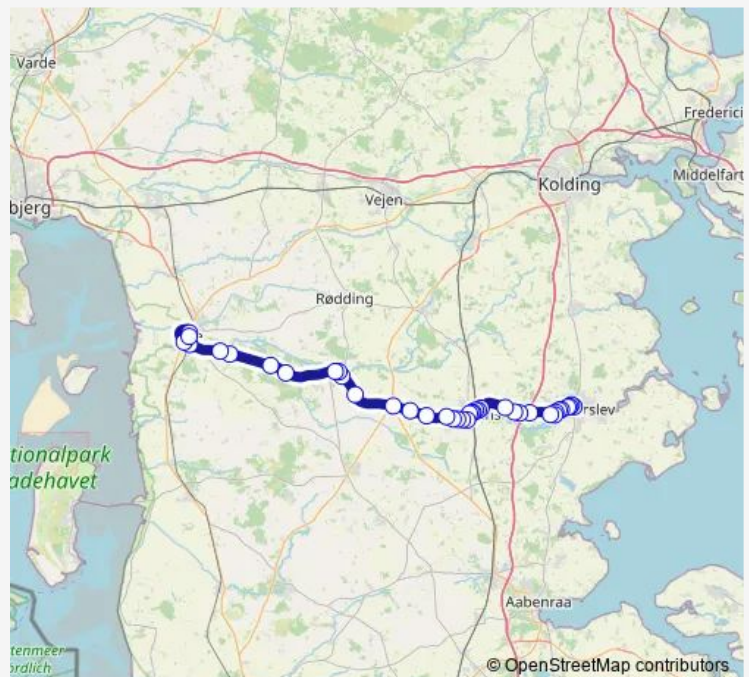 Varde
Frederici
Middelfart
Kolding
bjerg
Vejen
Rødding
rslev
tionalpark
adehavet
Aabenraa
tenmeer
ördlich
© OpenStreetMap contributors